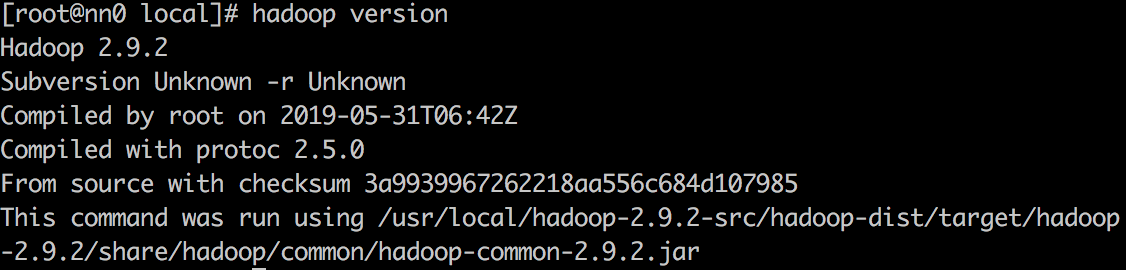 [root@nn0 local]# hadoop version
Hadoop 2.9.2
Subversion Unknown -r Unknown
Compiled by root on 2019-05-31T06:42Z
Compiled with protoc 2.5.0
From source with checksum 3a9939967262218aa556c684d107985
This command was run using /usr/local/hadoop-2.9.2-src/hadoop-dist/target/hadoop
-2.9.2/share/hadoop/common/hadoop-common-2.9.2.jar